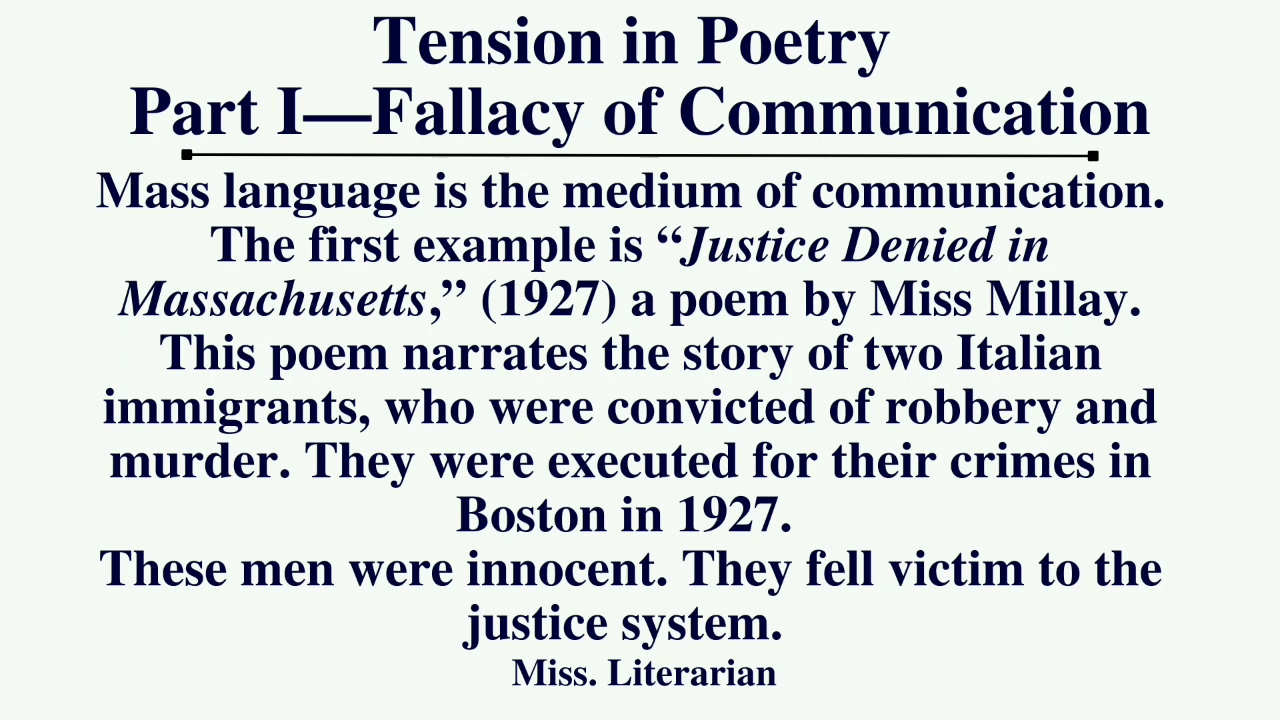 Tension in Poetry
Part I—Fallacy of Communication
Mass language is the medium of communication.
The first example is “Justice Denied in
Massachusetts,” (1927) a poem by Miss Millay.
This poem narrates the story of two Italian
immigrants, who were convicted of robbery and
murder. They were executed for their crimes in
Boston in 1927.
These men were innocent. They fell victim to the
justice system.
Miss. Literarian